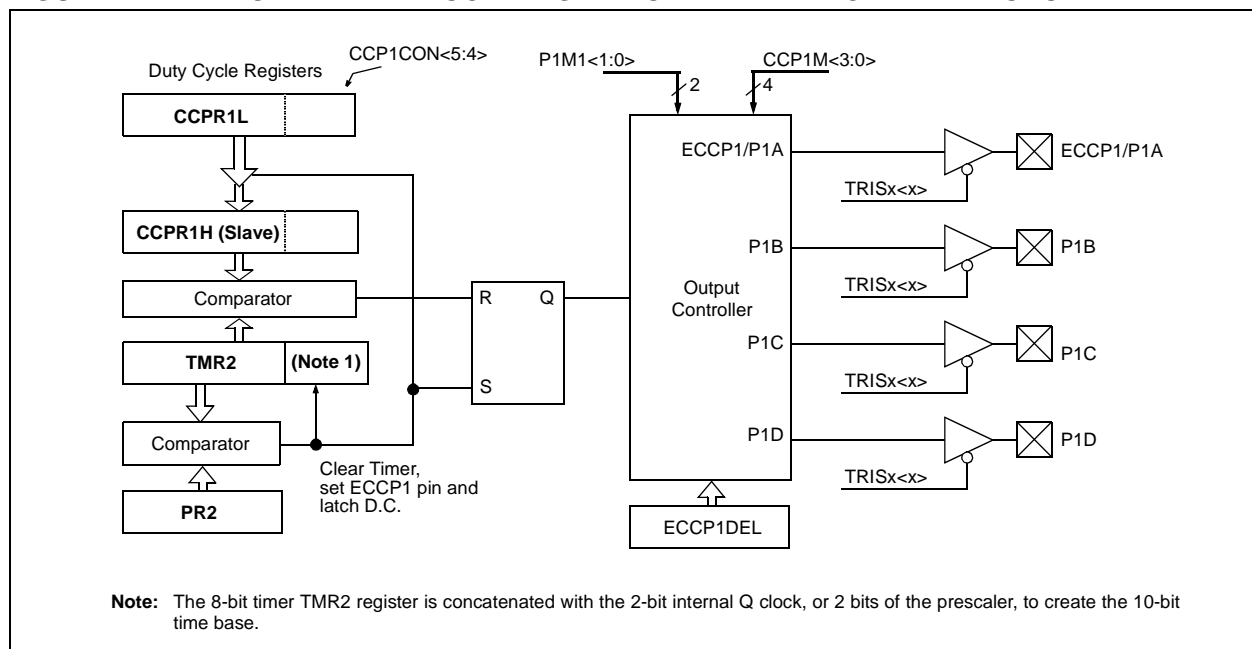 CCP1CON<5:4>
Duty Cycle Registers
CCPR1L
CCPR1H (Slave)
Comparator
TMR2
(Note 1)
Comparator
PR2
Clear Timer,
set ECCP1 pin and
latch D.C.
R
Q
S
P1M1<1:0>
2
CCP1M<3:0>
4
Output
Controller
ECCP1/P1A
P1B
P1C
P1D
ECCP1DEL
TRISx<x>
ECCP1/P1A
TRISx<x>
P1B
TRISx<x>
P1C
TRISx<x>
P1D
Note: The 8-bit timer TMR2 register is concatenated with the 2-bit internal Q clock, or 2 bits of the prescaler, to create the 10-bit
time base.